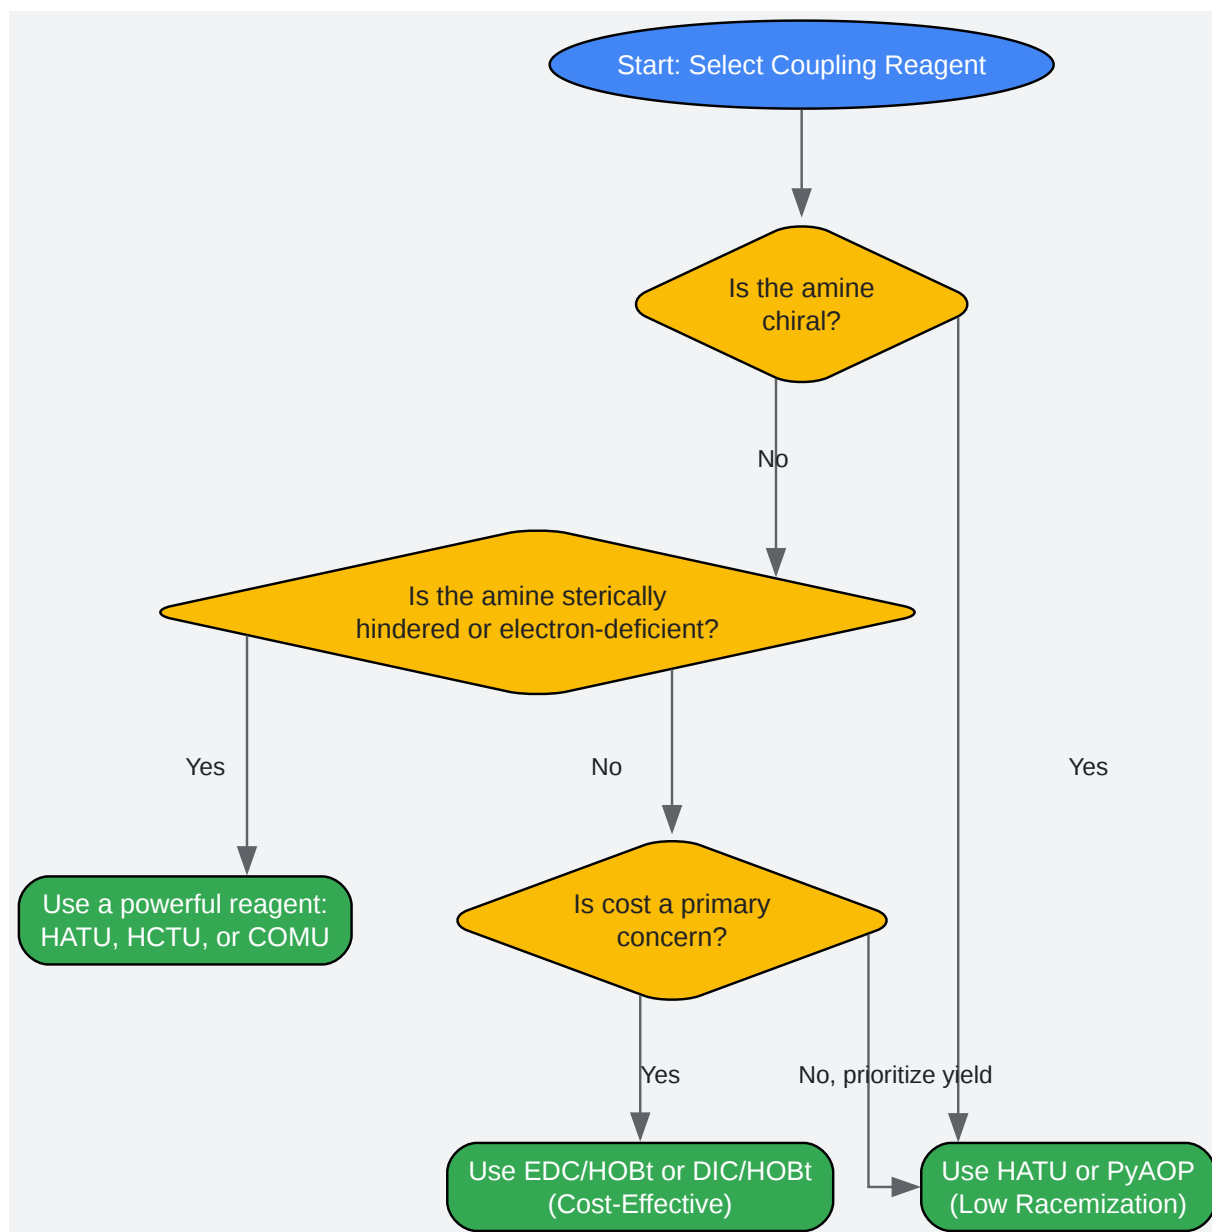 Start: Select Coupling Reagent
Is the amine
chiral?
No
Is the amine sterically
hindered or electron-deficient?
Yes
No
Yes
Use a powerful reagent:
HATU, HCTU, or COMU
Is cost a primary
concern?
Yes
No, prioritize yield
Use EDC/HOBt or DIC/HOBt
(Cost-Effective)
Use HATU or PyAOP
(Low Racemization)